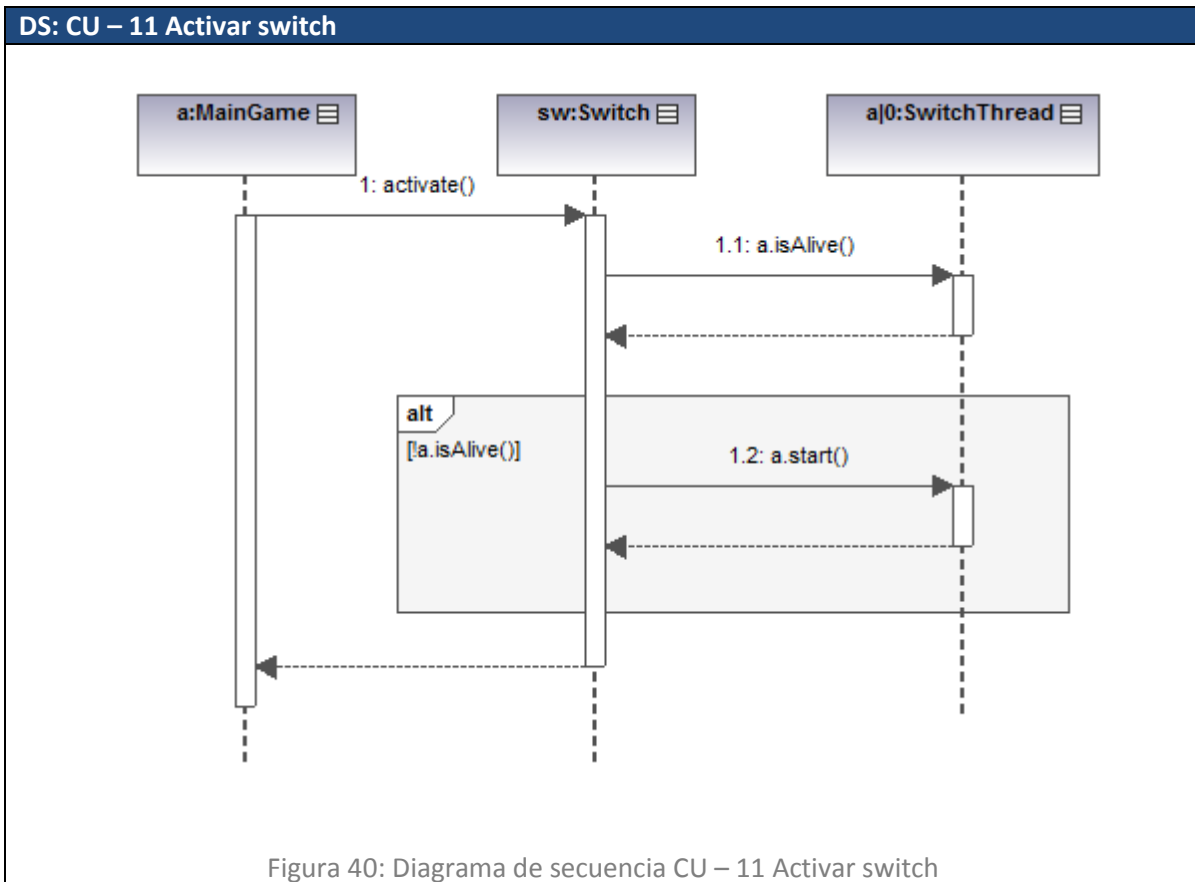 DS: CU – 11 Activar switch
a:MainGame
sw:Switch
a|0:SwitchThread
1: activate()
1.1: a.isAlive()
alt
[!a.isAlive()]
1.2: a.start()
Figura 40: Diagrama de secuencia CU – 11 Activar switch